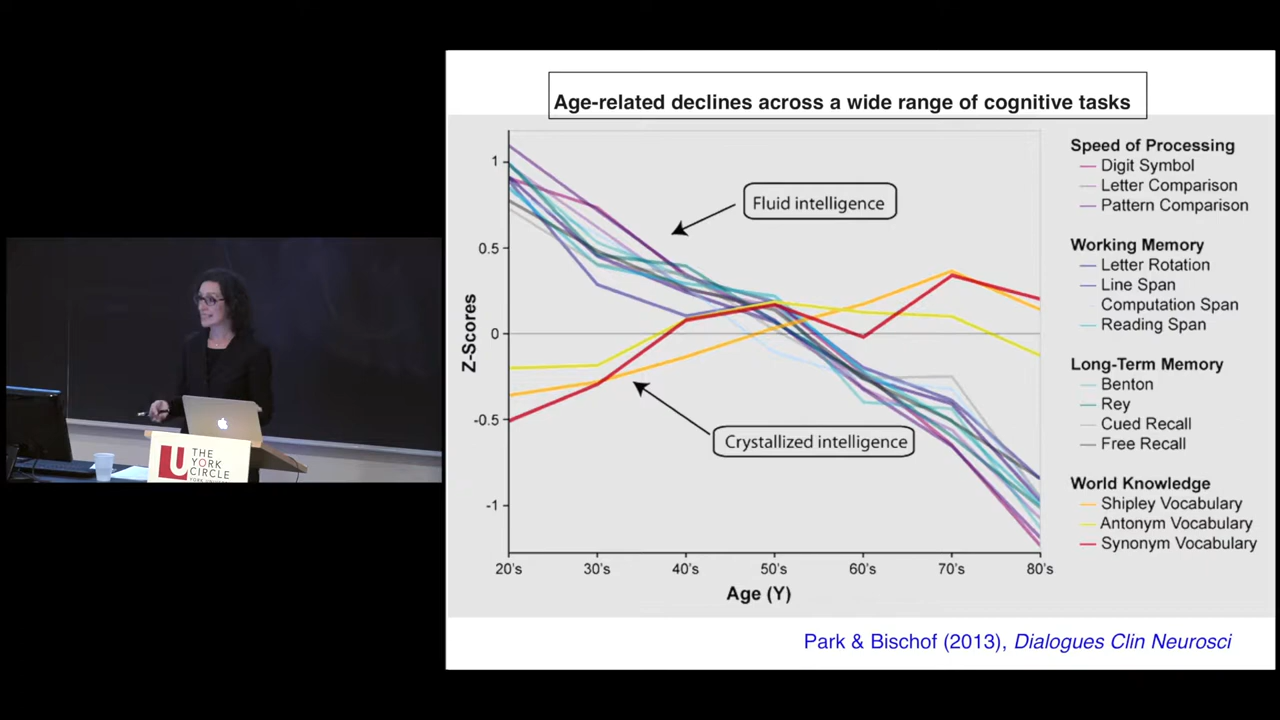 Age-related declines across a wide range of cognitive tasks
1
0.5
0
-0.5
-1
Z-Scores
20's 30's 40's 50's 60's 70's 80's
Age (Y)
Fluid intelligence
Crystallized intelligence
Speed of Processing
Digit Symbol
Letter Comparison
Pattern Comparison
Working Memory
Letter Rotation
Line Span
Computation Span
Reading Span
Long-Term Memory
Benton
Rey
Cued Recall
Free Recall
World Knowledge
Shipley Vocabulary
Antonym Vocabulary
Synonym Vocabulary
Park & Bischof (2013), Dialogues Clin Neurosci
THE
YORK
CIRCLE